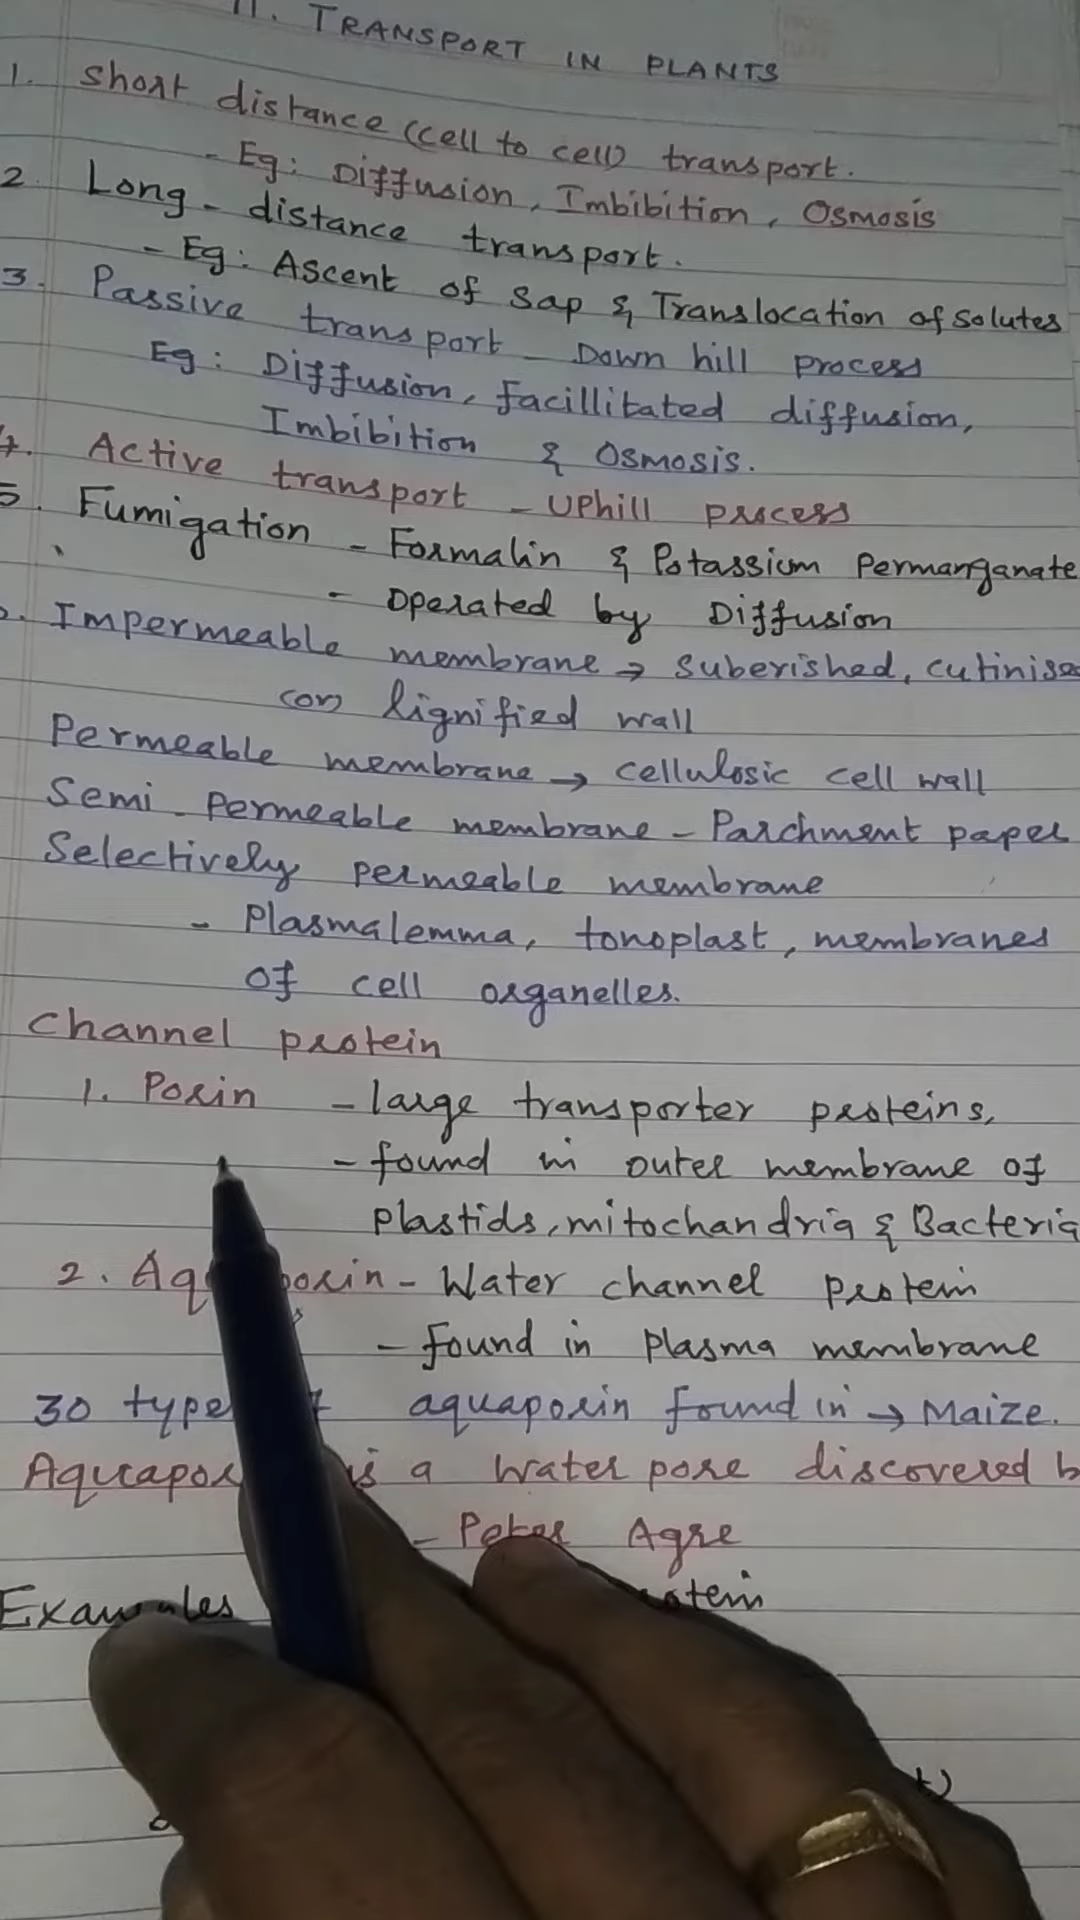 11. TRANSPORT IN PLANTS
1. Short distance (cell to cell) transport.
- Eg: Diffusion, Imbibition, Osmosis
2. Long - distance transport.
- Eg: Ascent of Sap & Translocation of solutes
3. Passive transport - Down hill process
Eg: Diffusion, facillitated diffusion,
Imbibition & Osmosis.
4. Active transport - Uphill process
5. Fumigation - Formalin & Potassium Permanganate
- Operated by Diffusion
Impermeable membrane → suberished, cutinise
(or) lignified wall
Permeable membrane → cellulosic cell wall
Semi permeable membrane - Parchment paper
Selectively permeable membrane
- Plasmalemma, tonoplast, membranes
of cell organelles.
Channel protein
1. Porin - large transporter proteins,
- found in outer membrane of
plastids, mitochandria & Bacteria
2. Aq porin - Water channel protein
- found in plasma membrane
30 type aquaporin found in → Maize.
Aquapor is a water pore discovered b
- Peter Agre
Examples otein